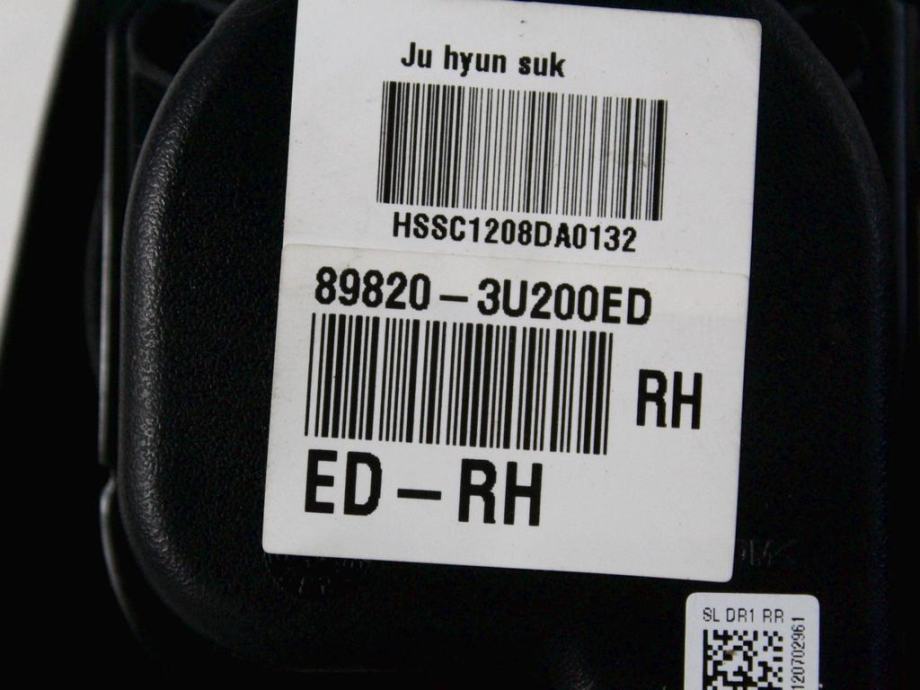 Ju hyun suk
HSSC1208DA0132
89820-3U200ED
RH
ED-RH
SL DR1 RR
120702961